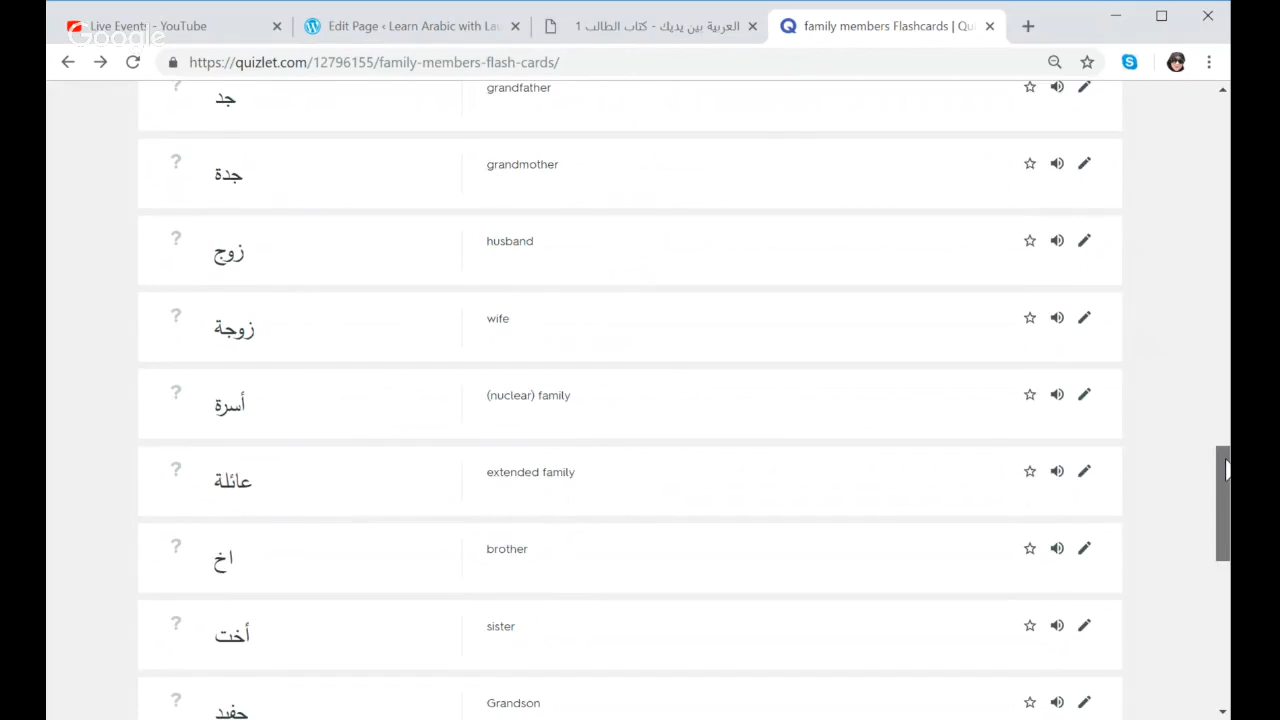 Live Events - YouTube
Edit Page ‹ Learn Arabic with La
العربية بين يديك - كتاب الطالب 1
family members Flashcards | Qu
Google
https://quizlet.com/12796155/family-members-flash-cards/
? جد grandfather
? جدة grandmother
? زوج husband
? زوجة wife
? أسرة (nuclear) family
? عائلة extended family
? اخ brother
? أخت sister
? حفيد Grandson